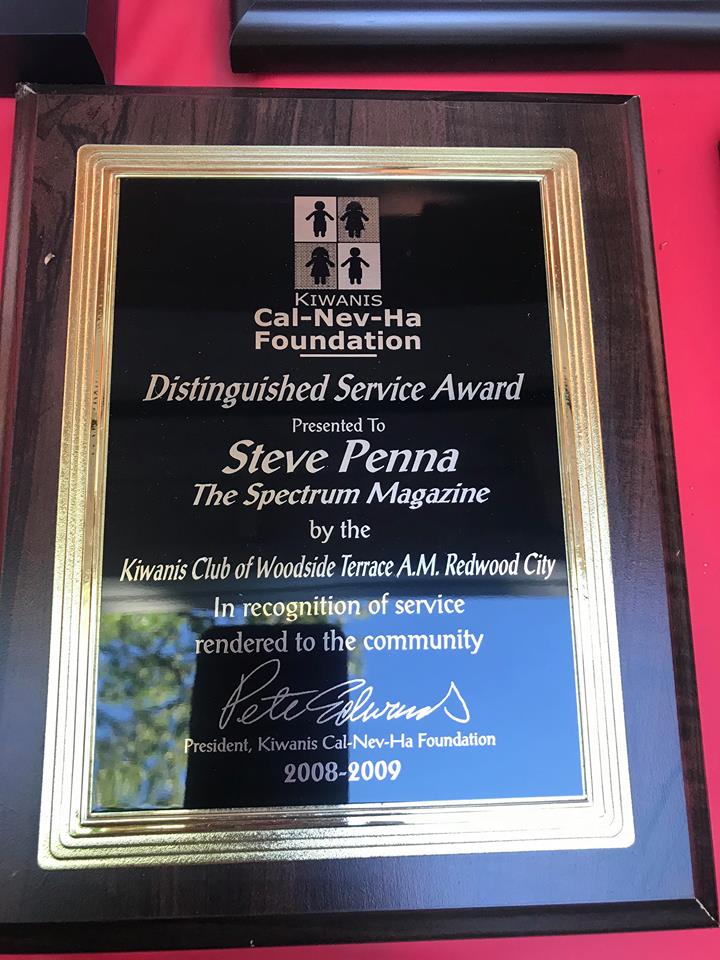 KIWANIS
Cal-Nev-Ha
Foundation
Distinguished Service Award
Presented To
Steve Penna
The Spectrum Magazine
by the
Kiwanis Club of Woodside Terrace A.M. Redwood City
In recognition of service
rendered to the community
Pete Edwards
President, Kiwanis Cal-Nev-Ha Foundation
2008-2009